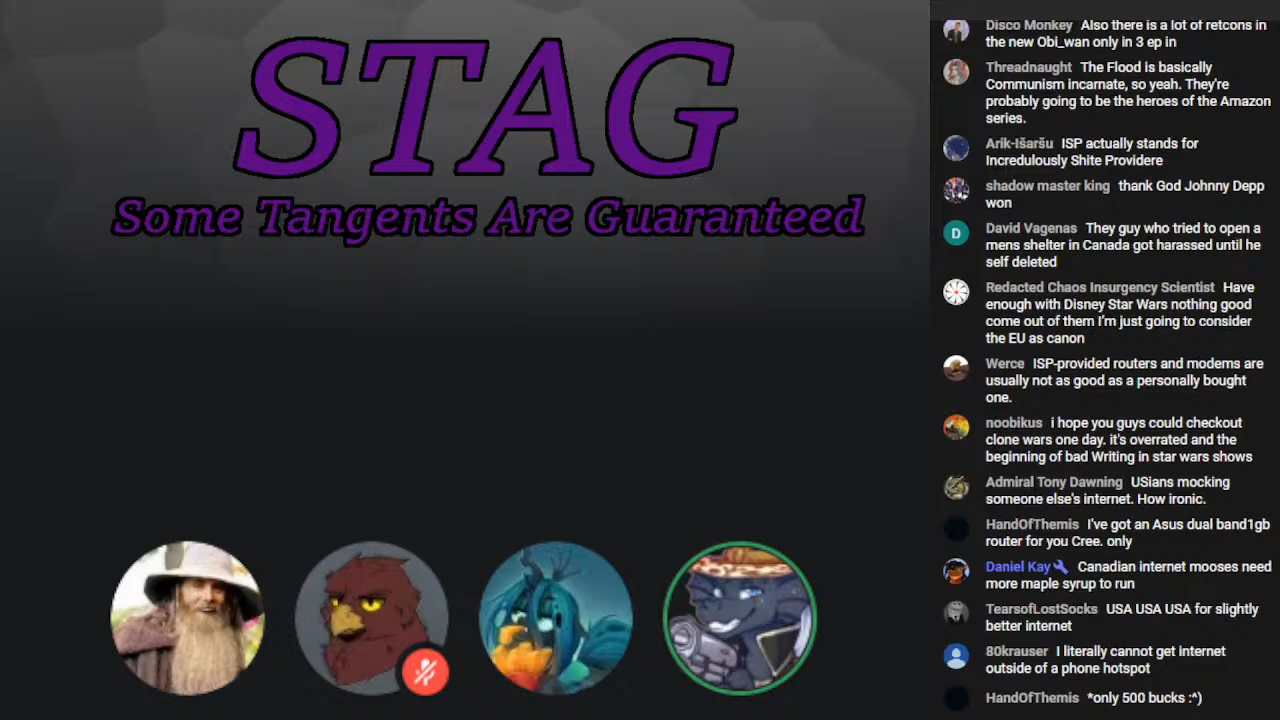 STAG
Some Tangents Are Guaranteed
Disco Monkey Also there is a lot of retcons in
the new Obi_wan only in 3 ep in
Threadnaught The Flood is basically
Communism incarnate, so yeah. They're
probably going to be the heroes of the Amazon
series.
Arik-Išaršu ISP actually stands for
Incredulously Shite Providere
shadow master king thank God Johnny Depp
won
D
David Vagenas They guy who tried to open a
mens shelter in Canada got harassed until he
self deleted
Redacted Chaos Insurgency Scientist Have
enough with Disney Star Wars nothing good
come out of them I'm just going to consider
the EU as canon
Werce ISP-provided routers and modems are
usually not as good as a personally bought
one.
noobikus i hope you guys could checkout
clone wars one day. it's overrated and the
beginning of bad Writing in star wars shows
Admiral Tony Dawning USians mocking
someone else's internet. How ironic.
HandOfThemis I've got an Asus dual band1gb
router for you Cree. only
Daniel Kay Canadian internet mooses need
more maple syrup to run
TearsofLostSocks USA USA USA for slightly
better internet
80krauser I literally cannot get internet
outside of a phone hotspot
HandOfThemis *only 500 bucks :^)